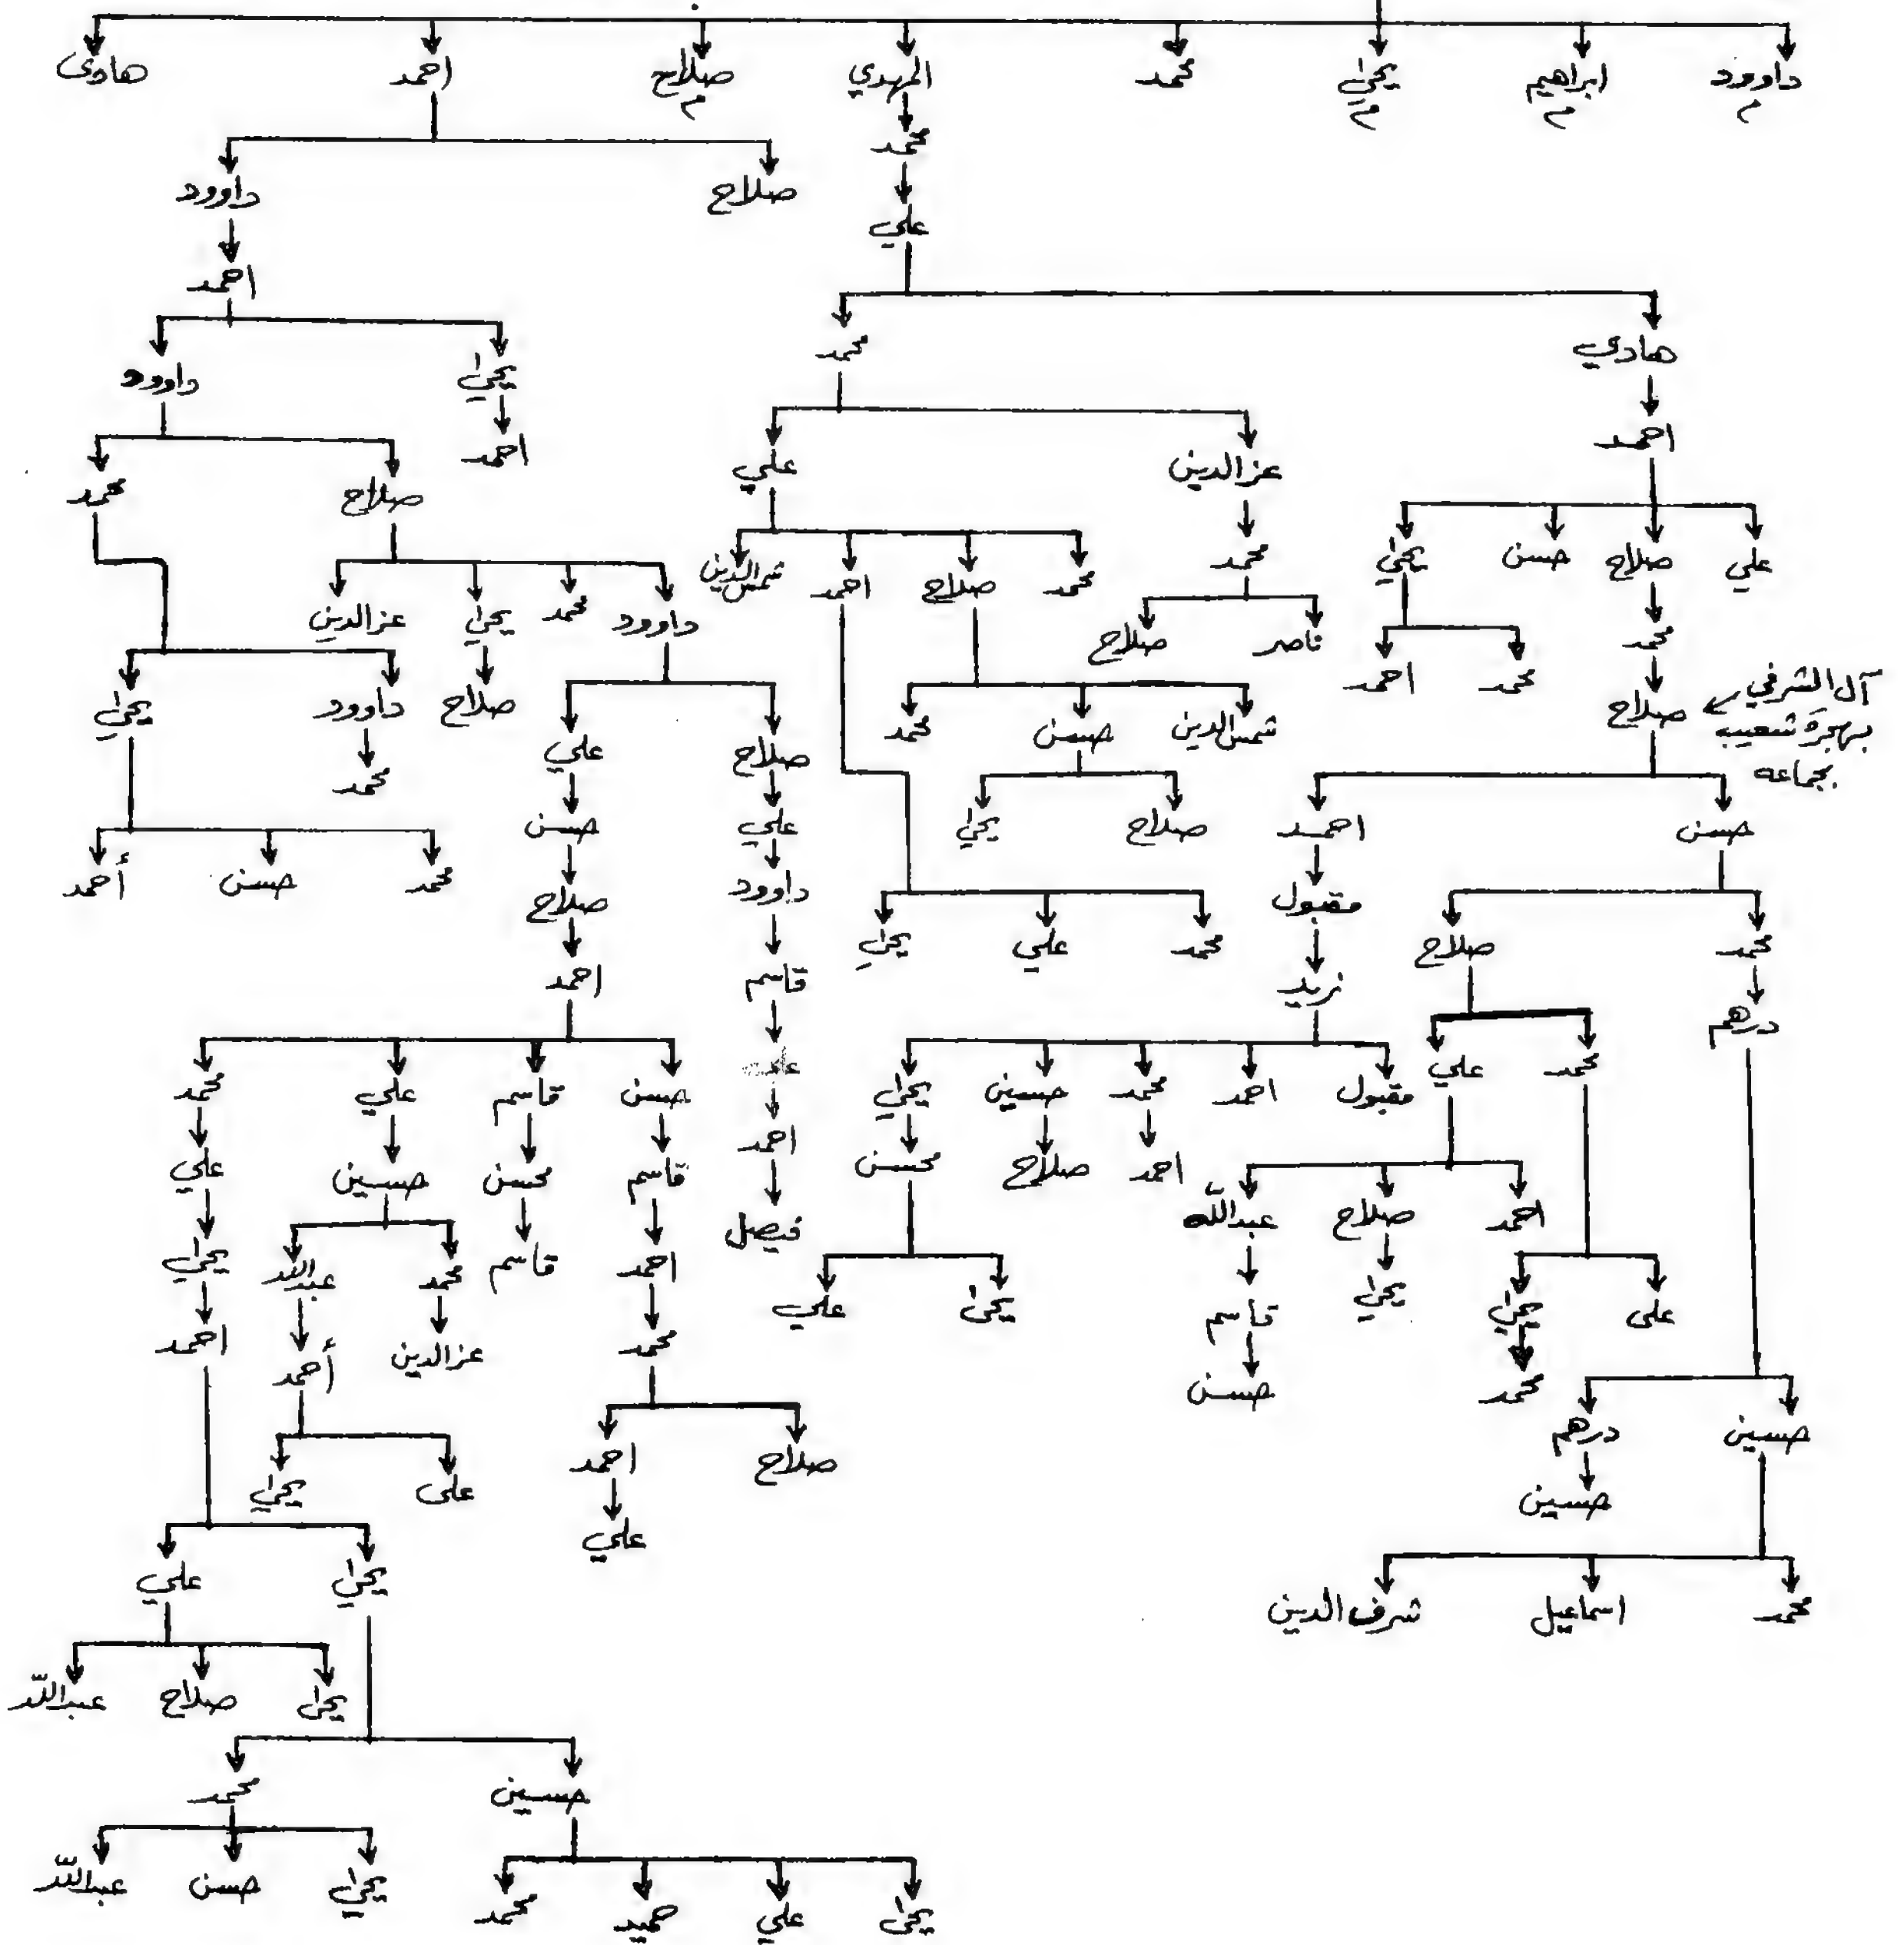 داوود ابراهيم يحيى محمد المهدي صلاح احمد هادى
م م م م
محمد
صلاح داوود
علي
احمد
هادي محمد
يحيى داوود
احمد
احمد
عزالدين علي
صلاح محمد
علي صلاح حسن يحيى
محمد
محمد صلاح احمد شمس الدين
داوود محمد يحيى عزالدين
محمد
ناصر صلاح
محمد احمد
آل الشرفي
بهجرة شعيب
بجماعه
صلاح
شمس الدين حسن محمد
صلاح
داوود يحيى
صلاح علي
محمد
حسن احمد
صلاح يحيى
علي حسن
محمد حسن أحمد
مقبول
داوود
صلاح
محمد صلاح
محمد علي يحيى
زيد
قاسم
احمد
درهم
محمد علي
مقبول احمد محمد حسين يحيى
حسن قاسم علي محمد
احمد
احمد صلاح محسن
قاسم محسن حسين علي
احمد صلاح عبدالله
فيصل
يحيى
احمد قاسم محمد عبدالله يحيى
على يحيى
يحيى علي
قاسم
محمد
عزالدين أحمد احمد
محمد
حسن
حسين درهم
صلاح احمد
على يحيى
حسين
علي
يحيى علي
محمد اسماعيل شرف الدين
يحيى صلاح عبدالله
حسين محمد
يحيى حسن عبدالله
يحيى علي حميد محمد